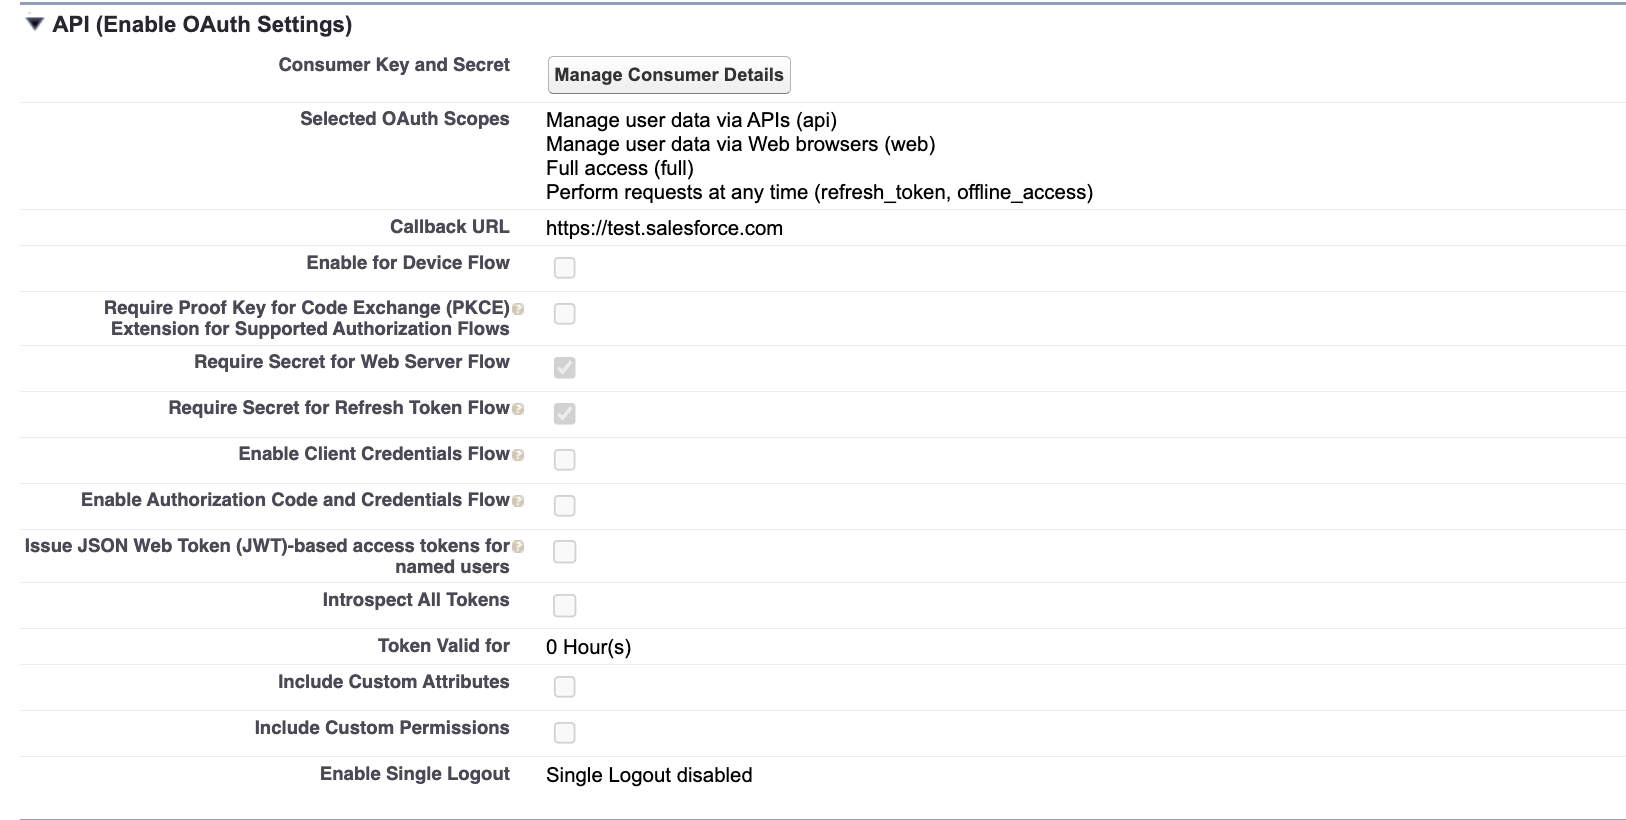 API (Enable OAuth Settings)
Consumer Key and Secret
Manage Consumer Details
Selected OAuth Scopes
Manage user data via APIs (api)
Manage user data via Web browsers (web)
Full access (full)
Perform requests at any time (refresh_token, offline_access)
Callback URL
https://test.salesforce.com
Enable for Device Flow
Require Proof Key for Code Exchange (PKCE)
Extension for Supported Authorization Flows
Require Secret for Web Server Flow
Require Secret for Refresh Token Flow
Enable Client Credentials Flow
Enable Authorization Code and Credentials Flow
Issue JSON Web Token (JWT)-based access tokens for
named users
Introspect All Tokens
Token Valid for
0 Hour(s)
Include Custom Attributes
Include Custom Permissions
Enable Single Logout
Single Logout disabled